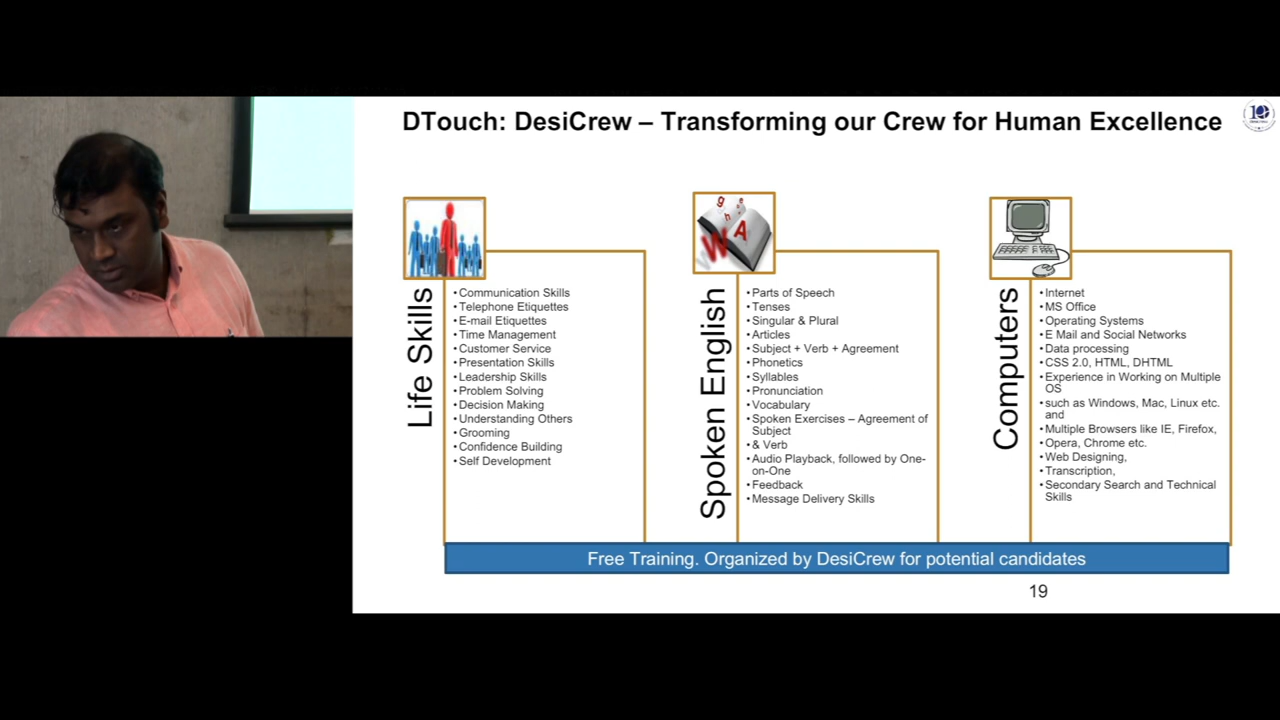 DTouch: DesiCrew – Transforming our Crew for Human Excellence
Life Skills
•Communication Skills
•Telephone Etiquettes
•E-mail Etiquettes
•Time Management
•Customer Service
•Presentation Skills
•Leadership Skills
•Problem Solving
•Decision Making
•Understanding Others
•Grooming
•Confidence Building
•Self Development
Spoken English
•Parts of Speech
•Tenses
•Singular & Plural
•Articles
•Subject + Verb + Agreement
•Phonetics
•Syllables
•Pronunciation
•Vocabulary
•Spoken Exercises – Agreement of
Subject
•& Verb
•Audio Playback, followed by One-
on-One
•Feedback
•Message Delivery Skills
Computers
•Internet
•MS Office
•Operating Systems
•E Mail and Social Networks
•Data processing
•CSS 2.0, HTML, DHTML
•Experience in Working on Multiple
OS
•such as Windows, Mac, Linux etc.
and
•Multiple Browsers like IE, Firefox,
•Opera, Chrome etc.
•Web Designing,
•Transcription,
•Secondary Search and Technical
Skills
Free Training. Organized by DesiCrew for potential candidates
19